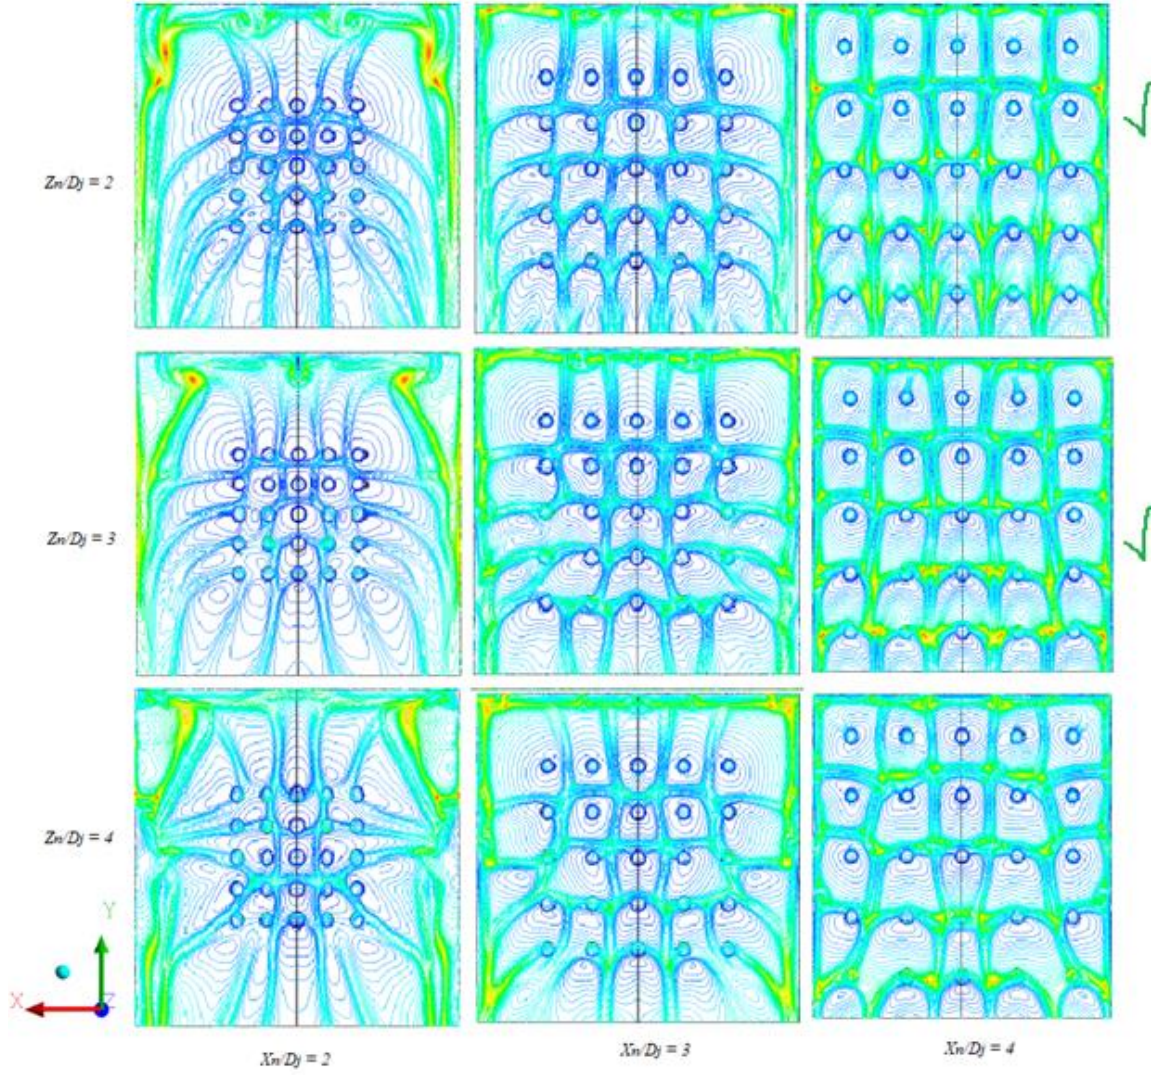 Zn/Dj = 2
Zn/Dj = 3
Zn/Dj = 4
Y
X
Z
Xn/Dj = 2
Xn/Dj = 3
Xn/Dj = 4